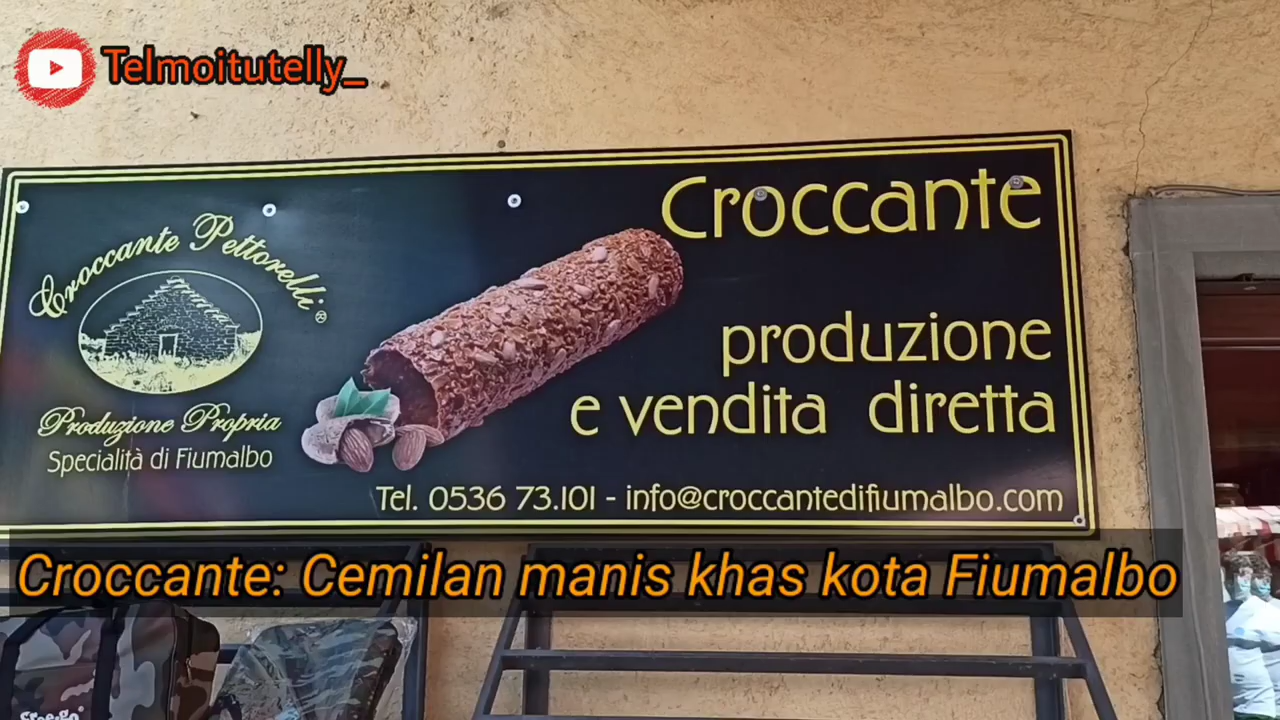 Telmoitutelly_
Croccante Pettorelli®
Produzione Propria
Specialità di Fiumalbo
Croccante
produzione
e vendita diretta
Tel. 0536 73.101 - info@croccantedifiumalbo.com
Croccante: Cemilan manis khas kota Fiumalbo